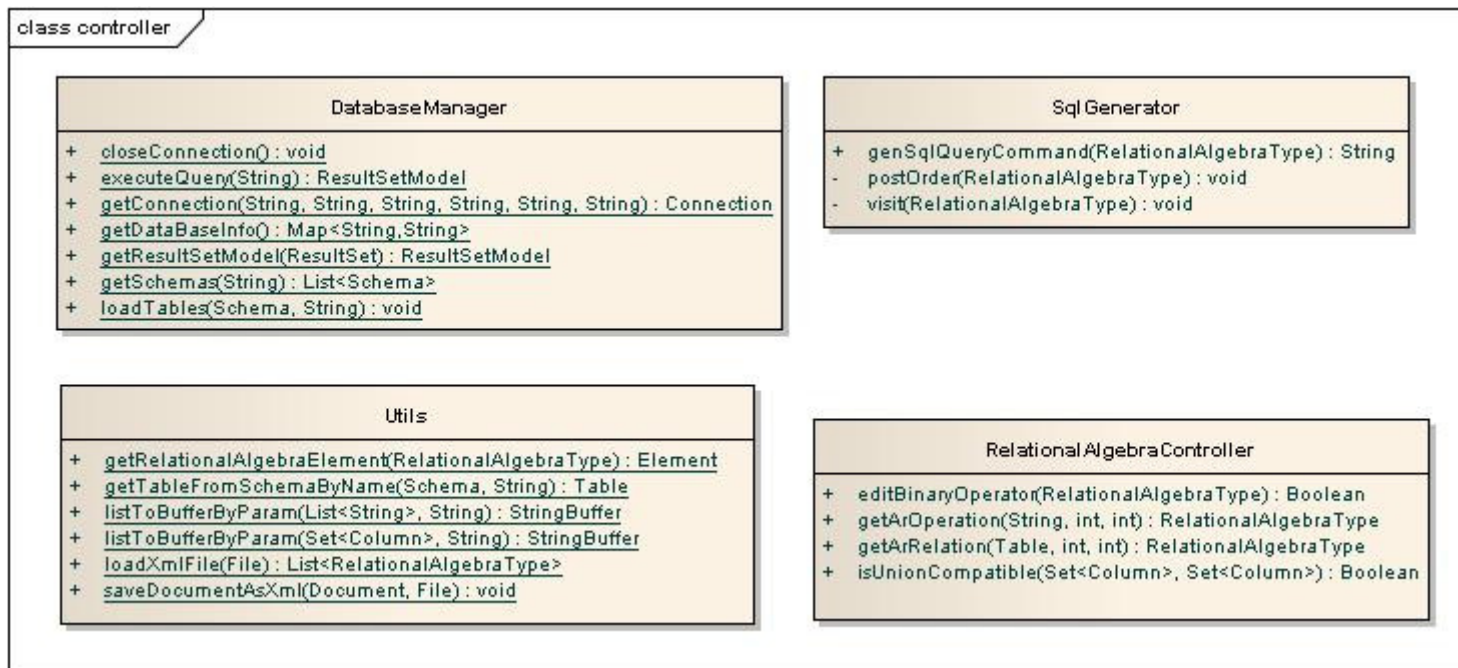 class controller
DatabaseManager
+ closeConnection() : void
+ executeQuery(String) : ResultSetModel
+ getConnection(String, String, String, String, String, String) : Connection
+ getDataBaseInfo() : Map<String,String>
+ getResultSetModel(ResultSet) : ResultSetModel
+ getSchemas(String) : List<Schema>
+ loadTables(Schema, String) : void
SqlGenerator
+ genSqlQueryCommand(RelationalAlgebraType) : String
- postOrder(RelationalAlgebraType) : void
- visit(RelationalAlgebraType) : void
Utils
+ getRelationalAlgebraElement(RelationalAlgebraType) : Element
+ getTableFromSchemaByName(Schema, String) : Table
+ listToBufferByParam(List<String>, String) : StringBuffer
+ listToBufferByParam(Set<Column>, String) : StringBuffer
+ loadXmlFile(File) : List<RelationalAlgebraType>
+ saveDocumentAsXml(Document, File) : void
RelationalAlgebraController
+ editBinaryOperator(RelationalAlgebraType) : Boolean
+ getArOperation(String, int, int) : RelationalAlgebraType
+ getArRelation(Table, int, int) : RelationalAlgebraType
+ isUnionCompatible(Set<Column>, Set<Column>) : Boolean